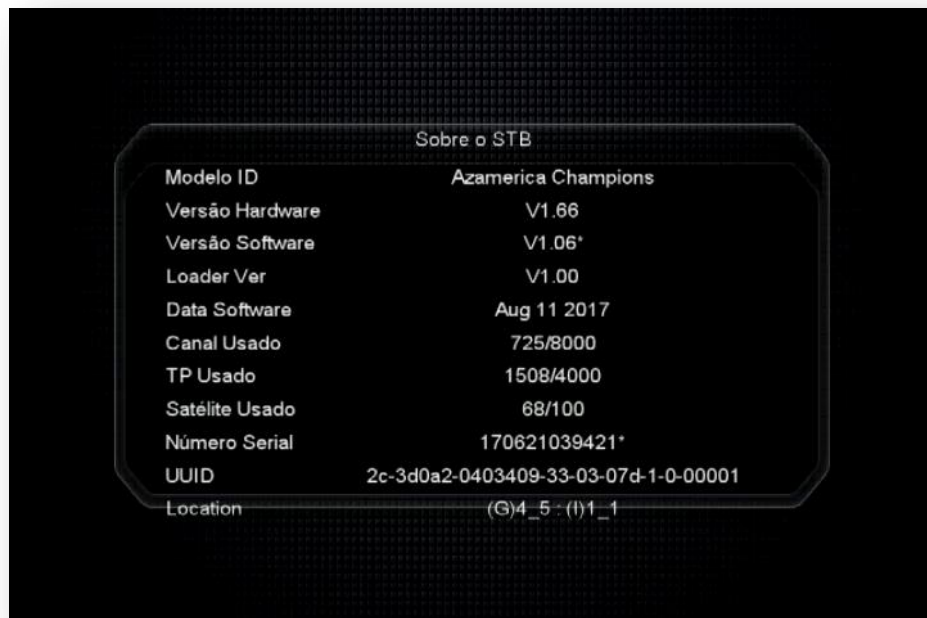 Sobre o STB
Modelo ID Azamerica Champions
Versão Hardware V1.66
Versão Software V1.06*
Loader Ver V1.00
Data Software Aug 11 2017
Canal Usado 725/8000
TP Usado 1508/4000
Satélite Usado 68/100
Número Serial 170621039421*
UUID 2c-3d0a2-0403409-33-03-07d-1-0-00001
Location (G)4_5 : (I)1_1